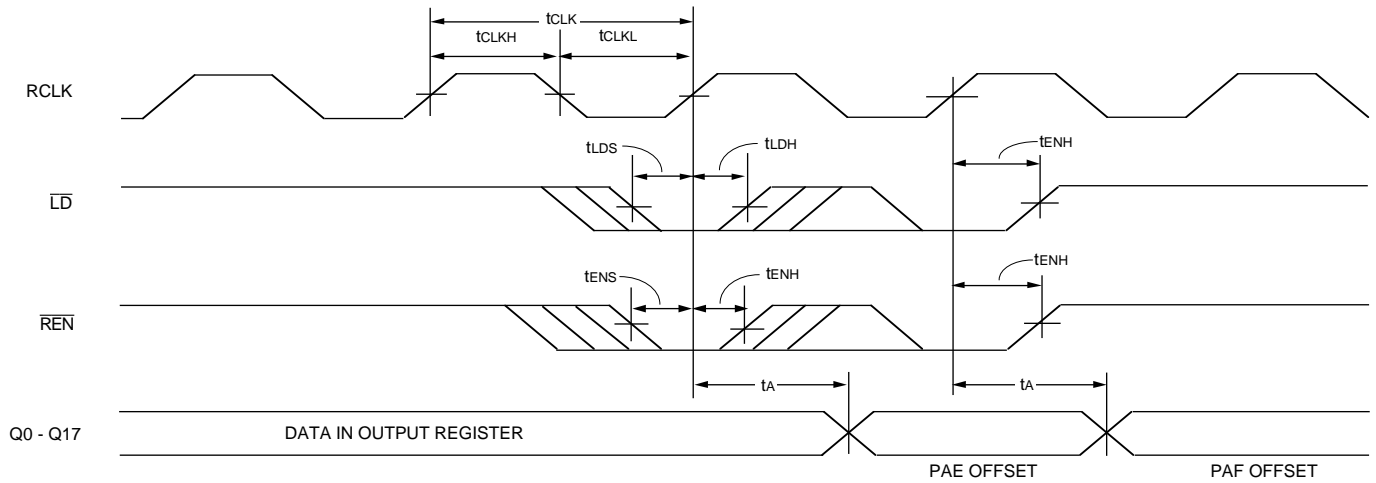 tCLK
tCLKH tCLKL
RCLK
tLDS tLDH tENH
LD
tENS tENH tENH
REN
tA tA
Q0 - Q17 DATA IN OUTPUT REGISTER
PAE OFFSET PAF OFFSET